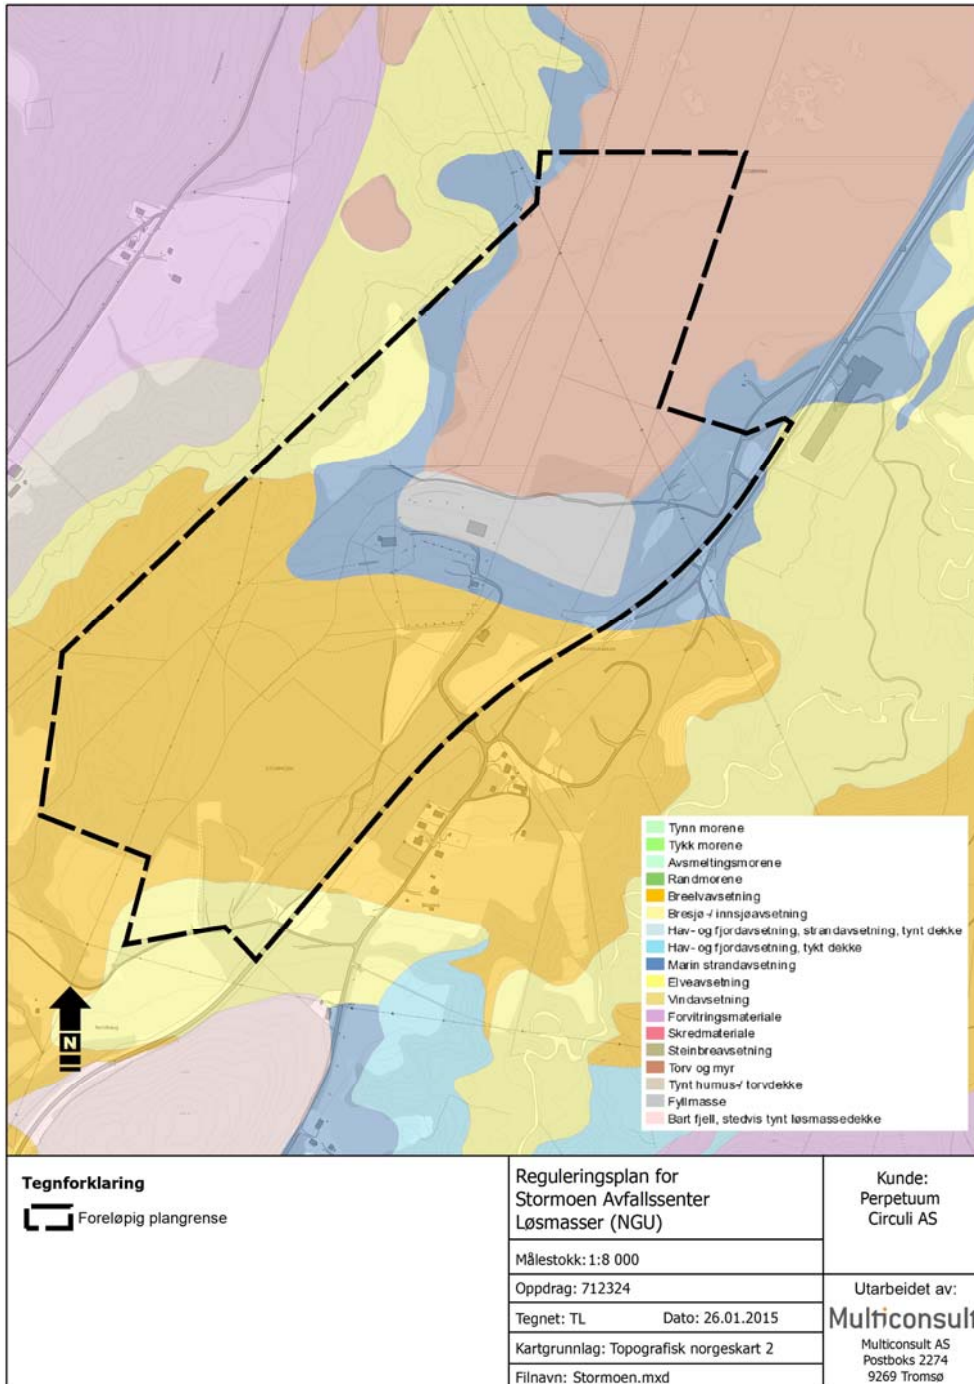 Tynn morene
Tykk morene
Avsmeltingsmorene
Randmorene
Breelvavsetning
Bresjø-/ innsjøavsetning
Hav- og fjordavsetning, strandavsetning, tynt dekke
Hav- og fjordavsetning, tykt dekke
Marin strandavsetning
Elveavsetning
Vindavsetning
Forvitringsmateriale
Skredmateriale
Steinbreavsetning
Torv og myr
Tynt humus-/ torvdekke
Fyllmasse
Bart fjell, stedvis tynt løsmassedekke
N
Tegnforklaring
Foreløpig plangrense
Reguleringsplan for
Stormoen Avfallssenter
Løsmasser (NGU)
Målestokk: 1:8 000
Oppdrag: 712324
Tegnet: TL Dato: 26.01.2015
Kartgrunnlag: Topografisk norgeskart 2
Filnavn: Stormoen.mxd
Kunde:
Perpetuum
Circuli AS
Utarbeidet av:
Multiconsult
Multiconsult AS
Postboks 2274
9269 Tromsø